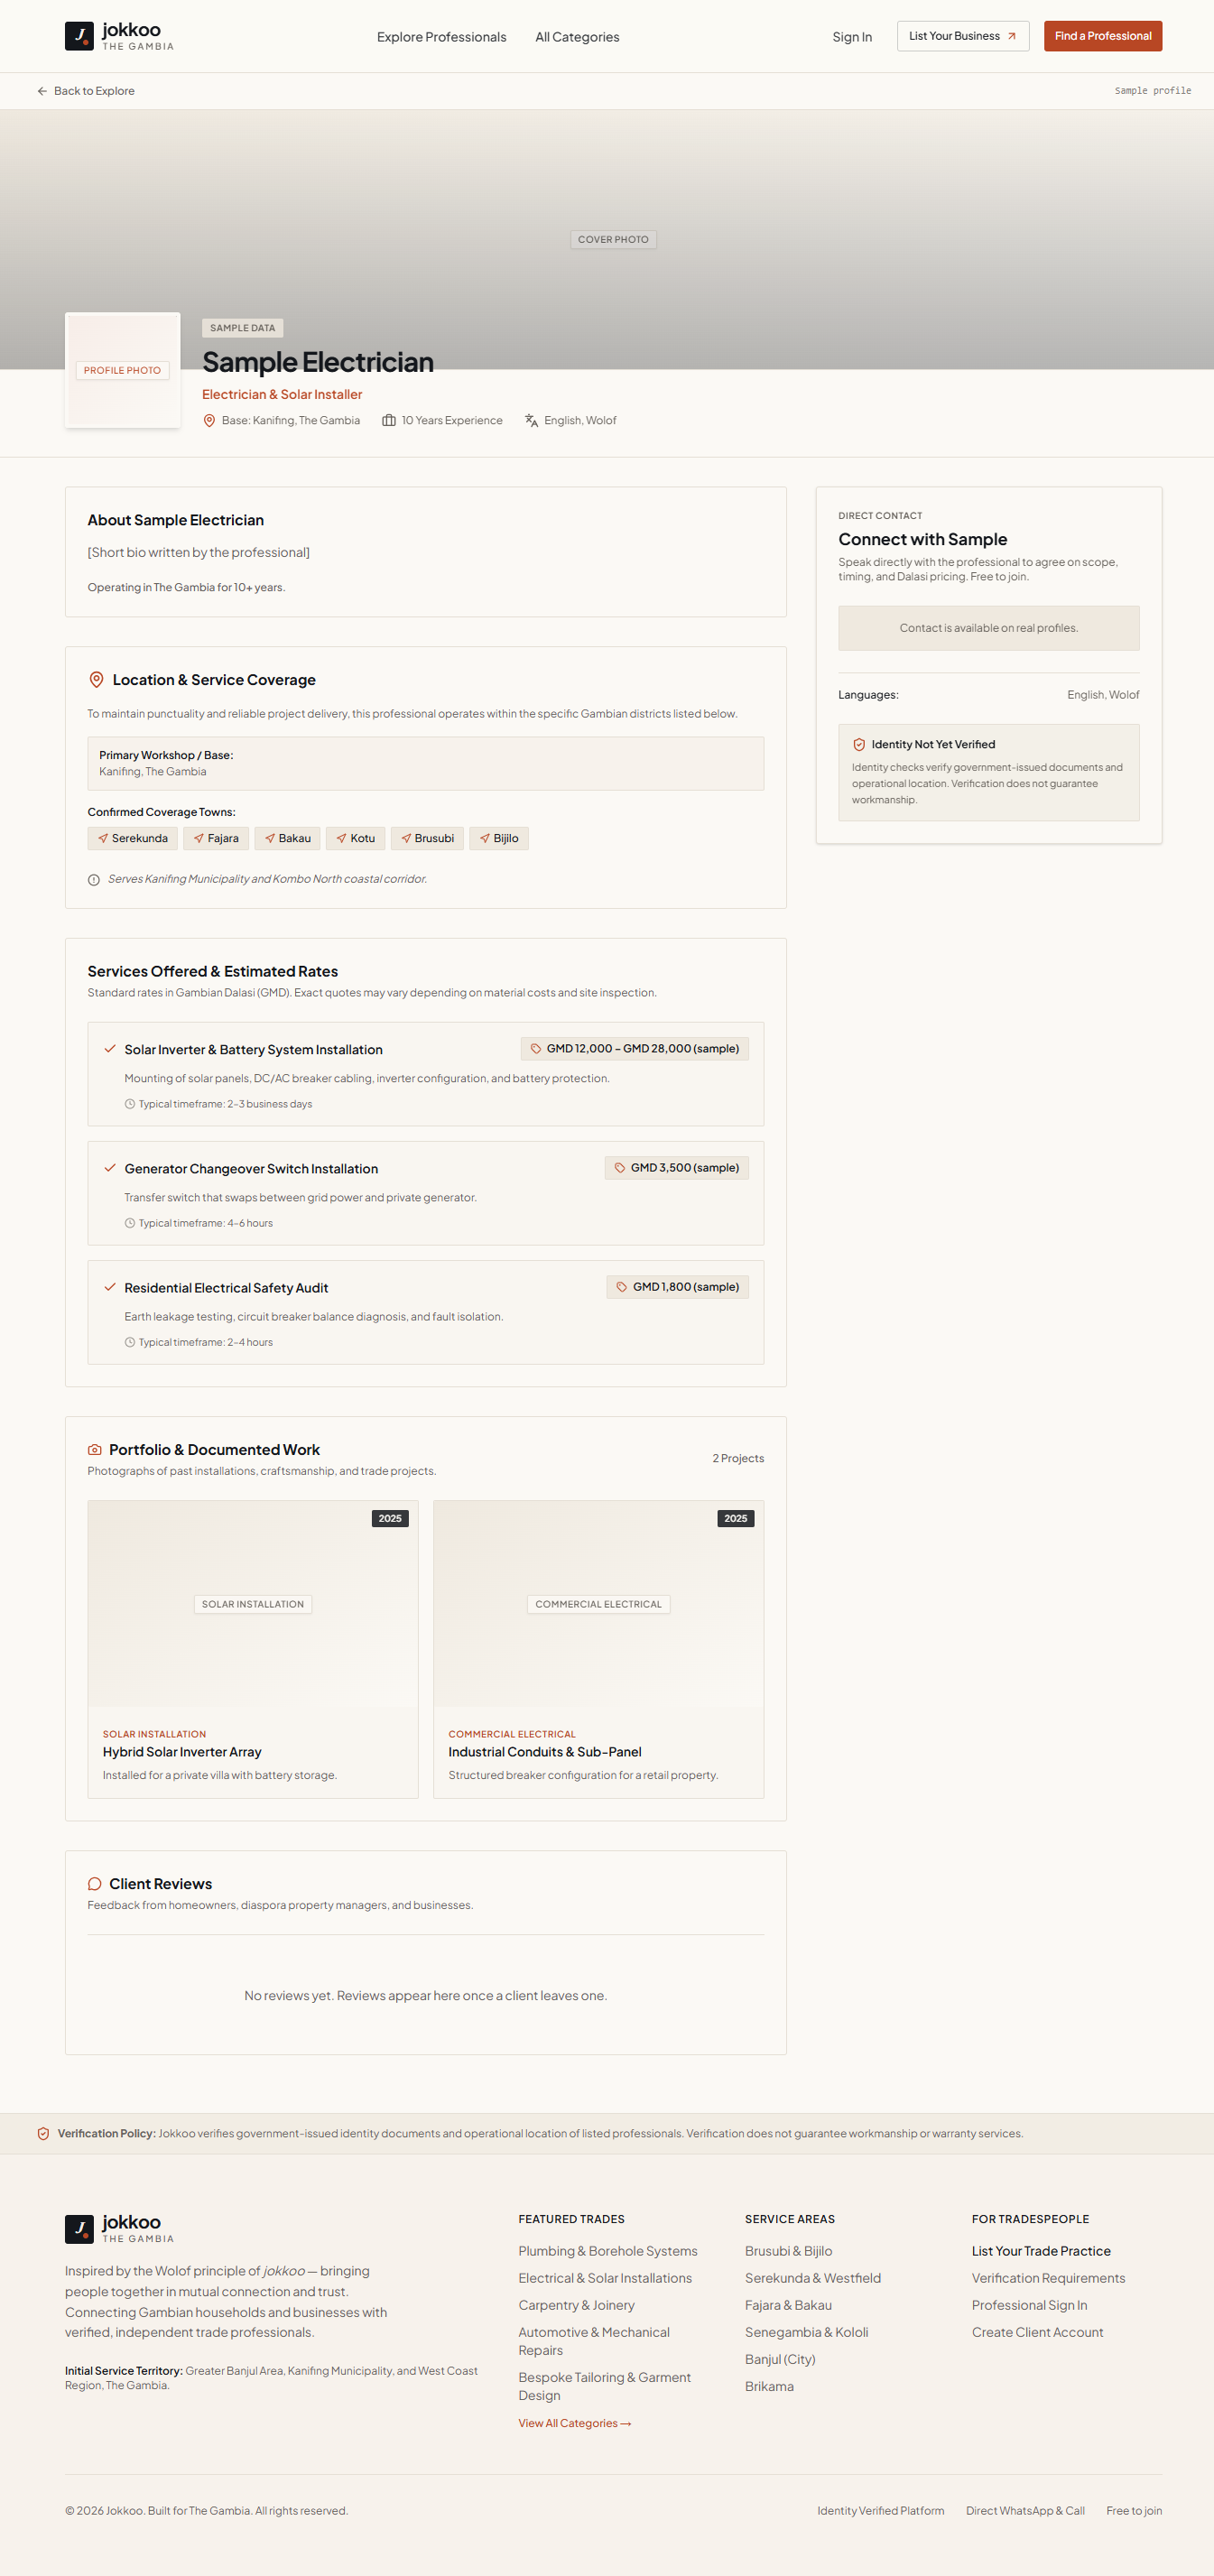 J jokkoo
THE GAMBIA
Explore Professionals
All Categories
Sign In
List Your Business
Find a Professional
Back to Explore
Sample profile
COVER PHOTO
PROFILE PHOTO
SAMPLE DATA
Sample Electrician
Electrician & Solar Installer
Base: Kanifing, The Gambia
10 Years Experience
English, Wolof
About Sample Electrician
[Short bio written by the professional]
Operating in The Gambia for 10+ years.
Location & Service Coverage
To maintain punctuality and reliable project delivery, this professional operates within the specific Gambian districts listed below.
Primary Workshop / Base:
Kanifing, The Gambia
Confirmed Coverage Towns:
Serekunda
Fajara
Bakau
Kotu
Brusubi
Bijilo
Serves Kanifing Municipality and Kombo North coastal corridor.
DIRECT CONTACT
Connect with Sample
Speak directly with the professional to agree on scope,
timing, and Dalasi pricing. Free to join.
Contact is available on real profiles.
Languages:
English, Wolof
Identity Not Yet Verified
Identity checks verify government-issued documents and
operational location. Verification does not guarantee
workmanship.
Services Offered & Estimated Rates
Standard rates in Gambian Dalasi (GMD). Exact quotes may vary depending on material costs and site inspection.
Solar Inverter & Battery System Installation
GMD 12,000 – GMD 28,000 (sample)
Mounting of solar panels, DC/AC breaker cabling, inverter configuration, and battery protection.
Typical timeframe: 2–3 business days
Generator Changeover Switch Installation
GMD 3,500 (sample)
Transfer switch that swaps between grid power and private generator.
Typical timeframe: 4–6 hours
Residential Electrical Safety Audit
GMD 1,800 (sample)
Earth leakage testing, circuit breaker balance diagnosis, and fault isolation.
Typical timeframe: 2–4 hours
Portfolio & Documented Work
Photographs of past installations, craftsmanship, and trade projects.
2 Projects
2025
SOLAR INSTALLATION
SOLAR INSTALLATION
Hybrid Solar Inverter Array
Installed for a private villa with battery storage.
2025
COMMERCIAL ELECTRICAL
COMMERCIAL ELECTRICAL
Industrial Conduits & Sub-Panel
Structured breaker configuration for a retail property.
Client Reviews
Feedback from homeowners, diaspora property managers, and businesses.
No reviews yet. Reviews appear here once a client leaves one.
Verification Policy: Jokkoo verifies government-issued identity documents and operational location of listed professionals. Verification does not guarantee workmanship or warranty services.
J jokkoo
THE GAMBIA
Inspired by the Wolof principle of jokkoo — bringing
people together in mutual connection and trust.
Connecting Gambian households and businesses with
verified, independent trade professionals.
Initial Service Territory: Greater Banjul Area, Kanifing Municipality, and West Coast
Region, The Gambia.
FEATURED TRADES
Plumbing & Borehole Systems
Electrical & Solar Installations
Carpentry & Joinery
Automotive & Mechanical
Repairs
Bespoke Tailoring & Garment
Design
View All Categories →
SERVICE AREAS
Brusubi & Bijilo
Serekunda & Westfield
Fajara & Bakau
Senegambia & Kololi
Banjul (City)
Brikama
FOR TRADESPEOPLE
List Your Trade Practice
Verification Requirements
Professional Sign In
Create Client Account
© 2026 Jokkoo. Built for The Gambia. All rights reserved.
Identity Verified Platform
Direct WhatsApp & Call
Free to join